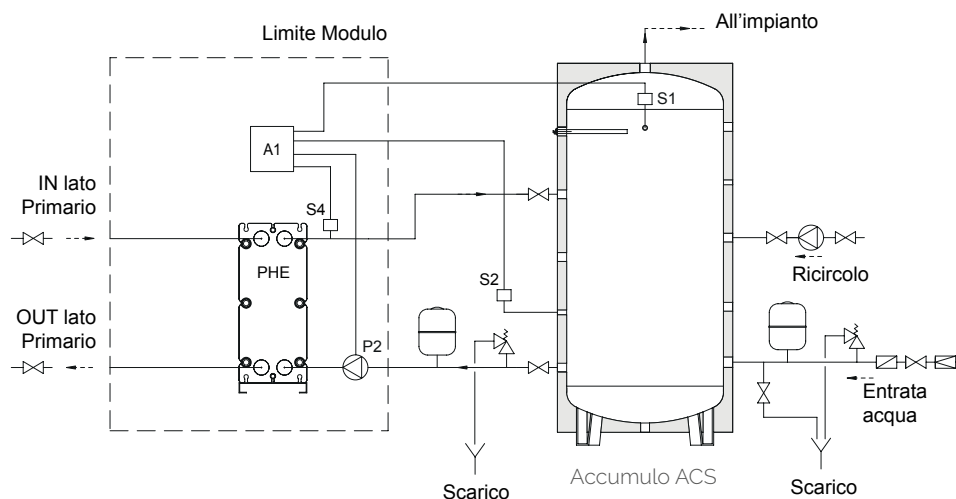 All'impianto
Limite Modulo
S1
A1
IN lato
Primario
S4
PHE
S2
Ricircolo
OUT lato
Primario
P2
Entrata
acqua
Accumulo ACS
Scarico
Scarico